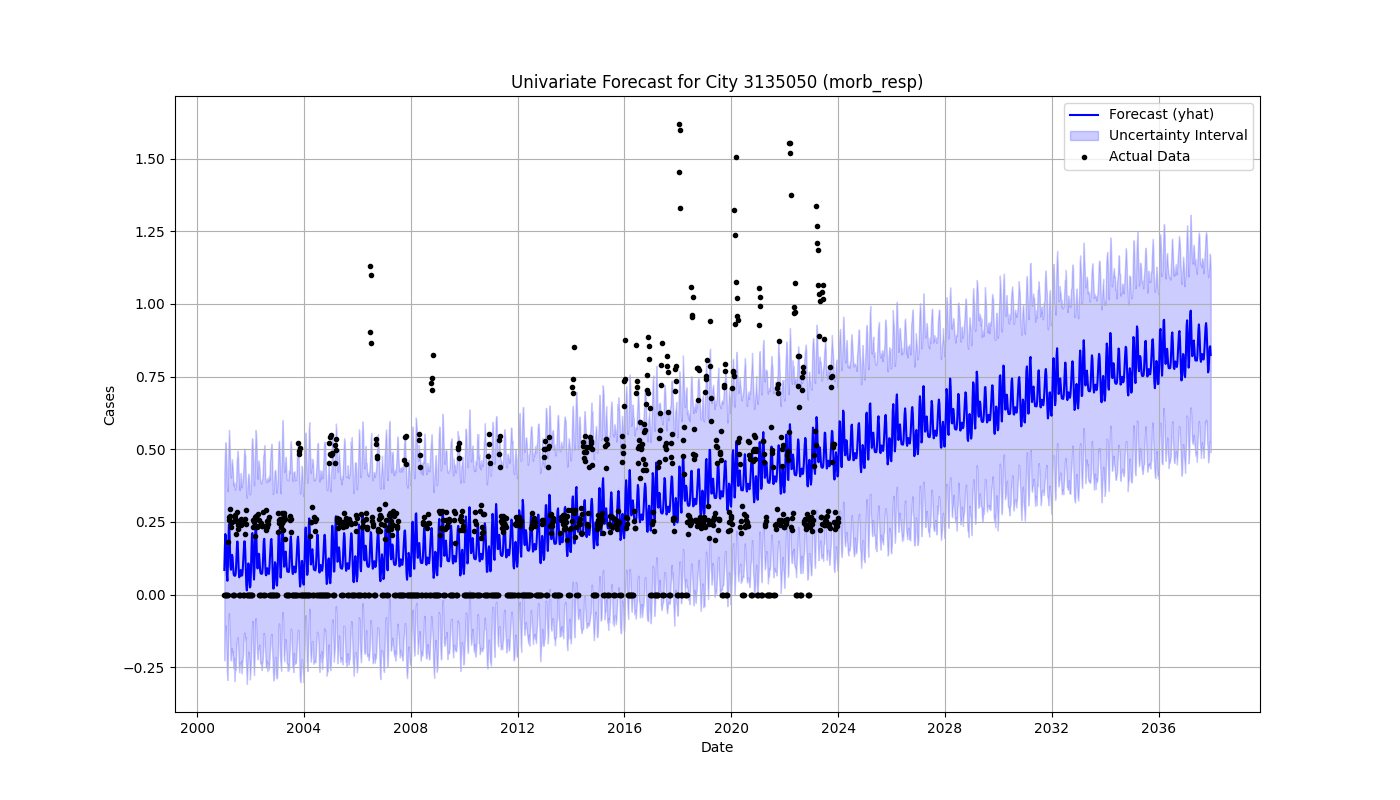 Univariate Forecast for City 3135050 (morb_resp)
Forecast (yhat)
Uncertainty Interval
Actual Data
1.50
1.25
1.00
0.75
0.50
0.25
0.00
−0.25
Cases
2000 2004 2008 2012 2016 2020 2024 2028 2032 2036
Date